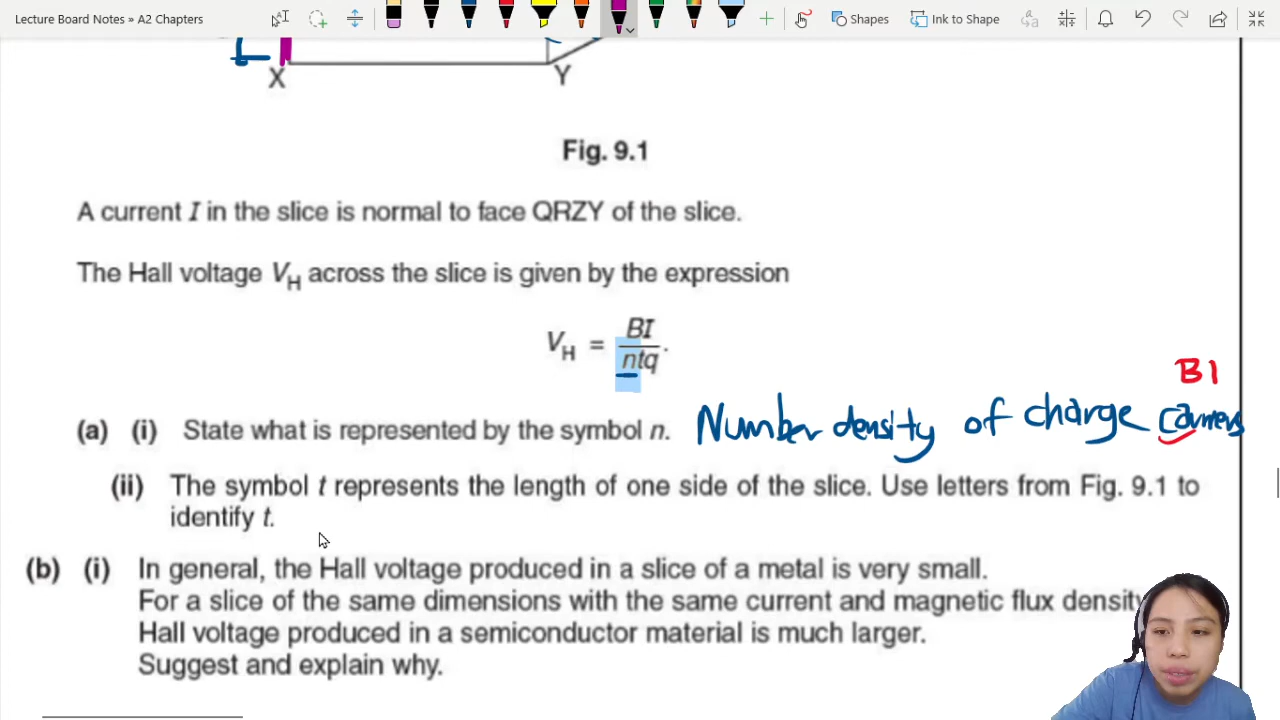 Lecture Board Notes » A2 Chapters
Shapes
Ink to Shape
X
Y
Fig. 9.1
A current I in the slice is normal to face QRZY of the slice.
The Hall voltage VH across the slice is given by the expression
VH = BI / ntq.
B1
(a) (i) State what is represented by the symbol n. Number density of charge carriers
(ii) The symbol t represents the length of one side of the slice. Use letters from Fig. 9.1 to
identify t.
(b) (i) In general, the Hall voltage produced in a slice of a metal is very small.
For a slice of the same dimensions with the same current and magnetic flux density
Hall voltage produced in a semiconductor material is much larger.
Suggest and explain why.